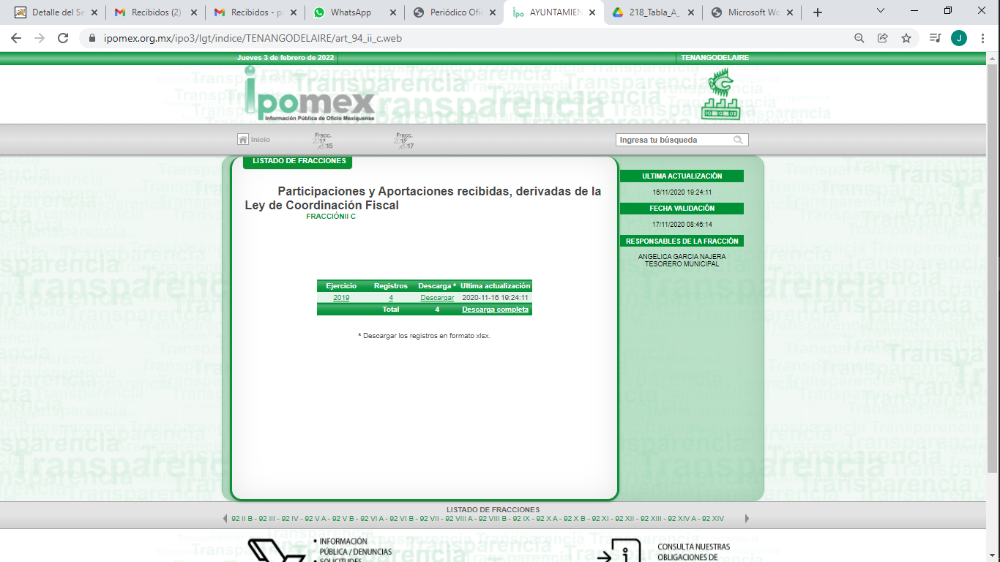 Detalle del Se
Recibidos (2)
Recibidos - p
WhatsApp
Periódico Ofi
AYUNTAMIEN
218_Tabla_A_
Microsoft Wo
ipomex.org.mx/ipo3/lgt/indice/TENANGODELAIRE/art_94_ii_c.web
J
Jueves 3 de febrero de 2022
TENANGODELAIRE
ipomex
Información Pública de Oficio Mexiquense
Inicio
Fracc.
2015
Fracc.
2017
Ingresa tu búsqueda
LISTADO DE FRACCIONES
Participaciones y Aportaciones recibidas, derivadas de la
Ley de Coordinación Fiscal
FRACCIÓNII C
Ejercicio Registros Descarga * Ultima actualización
2019 4 Descargar 2020-11-16 19:24:11
Total 4 Descarga completa
* Descargar los registros en formato xlsx.
ULTIMA ACTUALIZACIÓN
16/11/2020 19:24:11
FECHA VALIDACIÓN
17/11/2020 08:46:14
RESPONSABLES DE LA FRACCIÓN
ANGELICA GARCIA NAJERA
TESORERO MUNICIPAL
LISTADO DE FRACCIONES
92 II B - 92 III - 92 IV - 92 V A - 92 V B - 92 VI A - 92 VI B - 92 VII - 92 VIII A - 92 VIII B - 92 IX - 92 X A - 92 X B - 92 XI - 92 XII - 92 XIII - 92 XIV A - 92 XIV
• INFORMACIÓN
PÚBLICA / DENUNCIAS
• SOLICITUDES
CONSULTA NUESTRAS
OBLIGACIONES DE